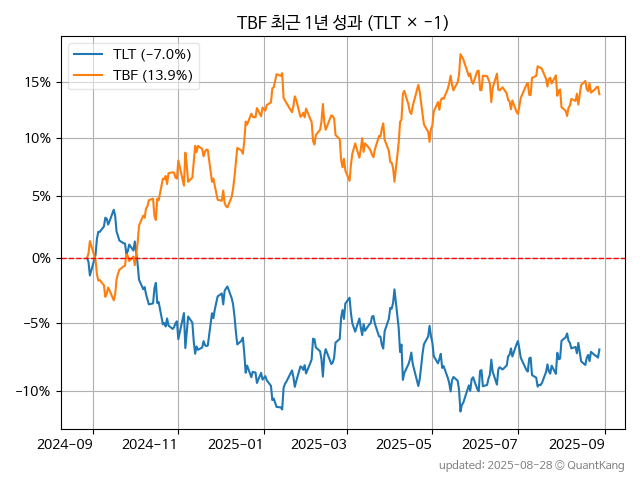 TBF 최근 1년 성과 (TLT × −1)
TLT (−7.0%)
TBF (13.9%)
15%
10%
5%
0%
−5%
−10%
2024-09 2024-11 2025-01 2025-03 2025-05 2025-07 2025-09
updated: 2025-08-28 © QuantKang